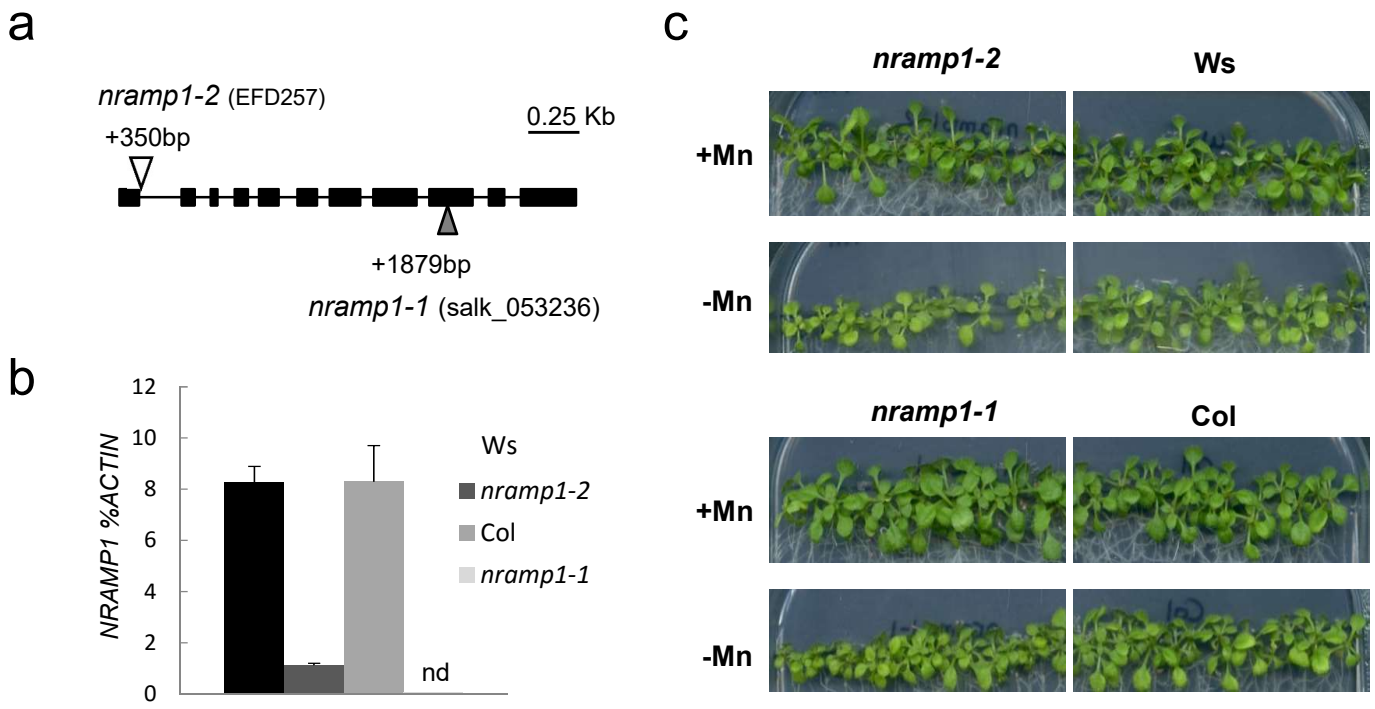 a
nramp1-2 (EFD257)
+350bp
0.25 Kb
+1879bp
nramp1-1 (salk_053236)
b
NRAMP1 %ACTIN
12
10
8
6
4
2
0
nd
Ws
nramp1-2
Col
nramp1-1
c
nramp1-2
Ws
+Mn
-Mn
nramp1-1
Col
+Mn
-Mn